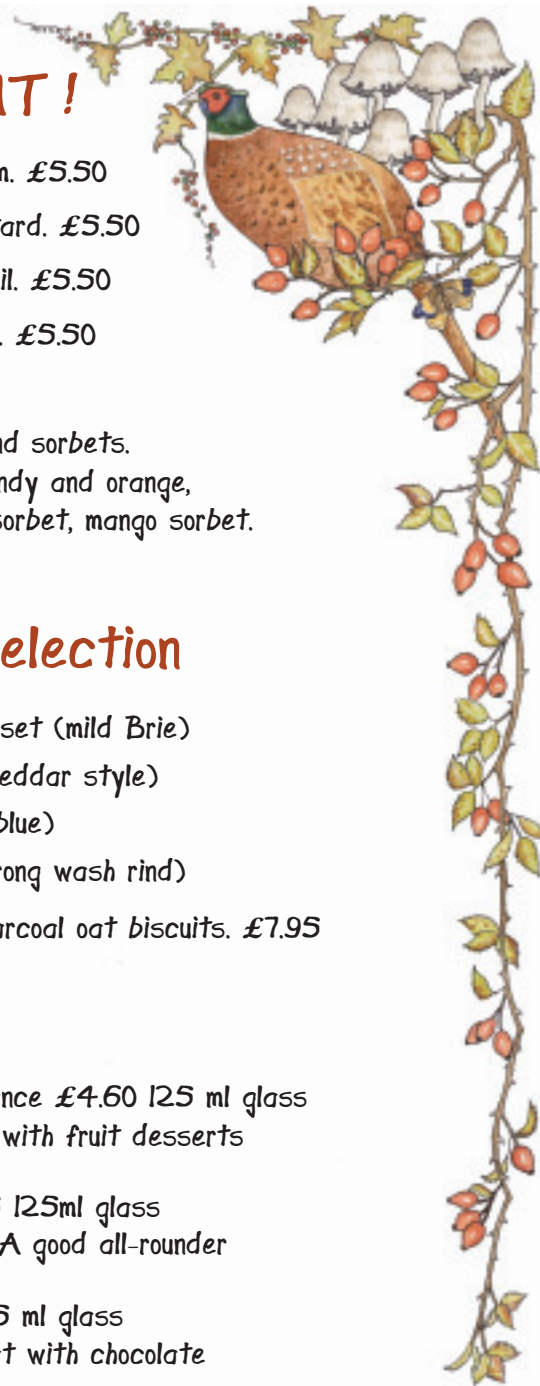 T !
. £5.50
ard. £5.50
il. £5.50
. £5.50
nd sorbets.
ndy and orange,
sorbet, mango sorbet.
election
set (mild Brie)
eddar style)
blue)
rong wash rind)
arcoal oat biscuits. £7.95
nce £4.60 125 ml glass
with fruit desserts
125ml glass
A good all-rounder
ml glass
t with chocolate